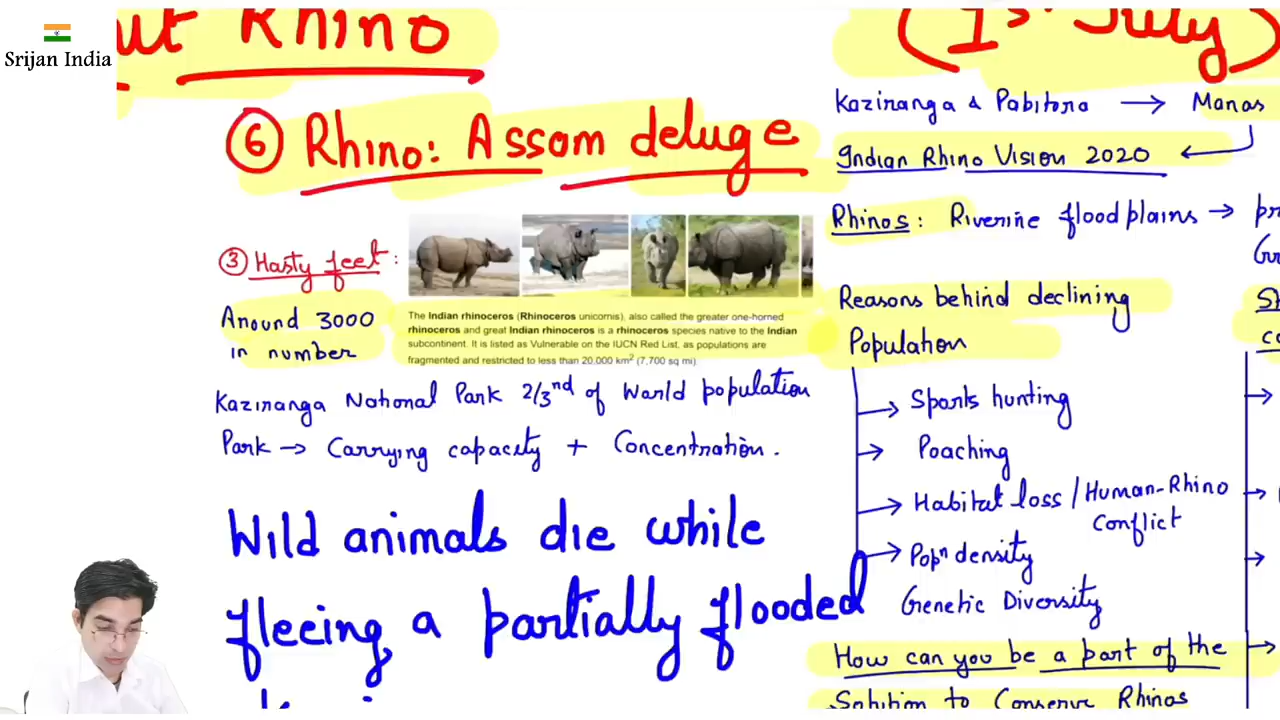 Srijan India
Rhino
(1st July)
⑥ Rhino: Assam deluge
③ Hasty feet:
Around 3000
in number
The Indian rhinoceros (Rhinoceros unicornis), also called the greater one-horned
rhinoceros and great Indian rhinoceros is a rhinoceros species native to the Indian
subcontinent. It is listed as Vulnerable on the IUCN Red List, as populations are
fragmented and restricted to less than 20,000 km² (7,700 sq mi)
Kaziranga National Park 2/3nd of World population
Park → Carrying capacity + Concentration.
Wild animals die while
fleeing a partially flooded
Kaziranga & Pabitora → Manas
Indian Rhino Vision 2020
Rhinos: Riverine flood plains →
Reasons behind declining
Population
→ Sports hunting
→ Poaching
→ Habitat loss / Human-Rhino
Conflict
→ Popn density
Genetic Diversity
How can you be a part of the
Solution to Conserve Rhinos